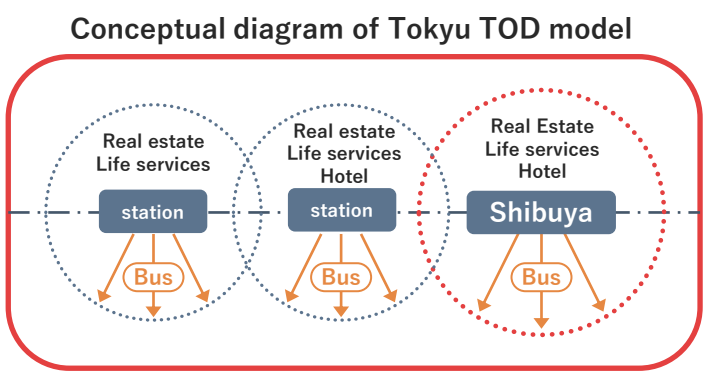 Conceptual diagram of Tokyu TOD model
Real estate
Life services
station
Bus
Real estate
Life services
Hotel
station
Bus
Real Estate
Life services
Hotel
Shibuya
Bus